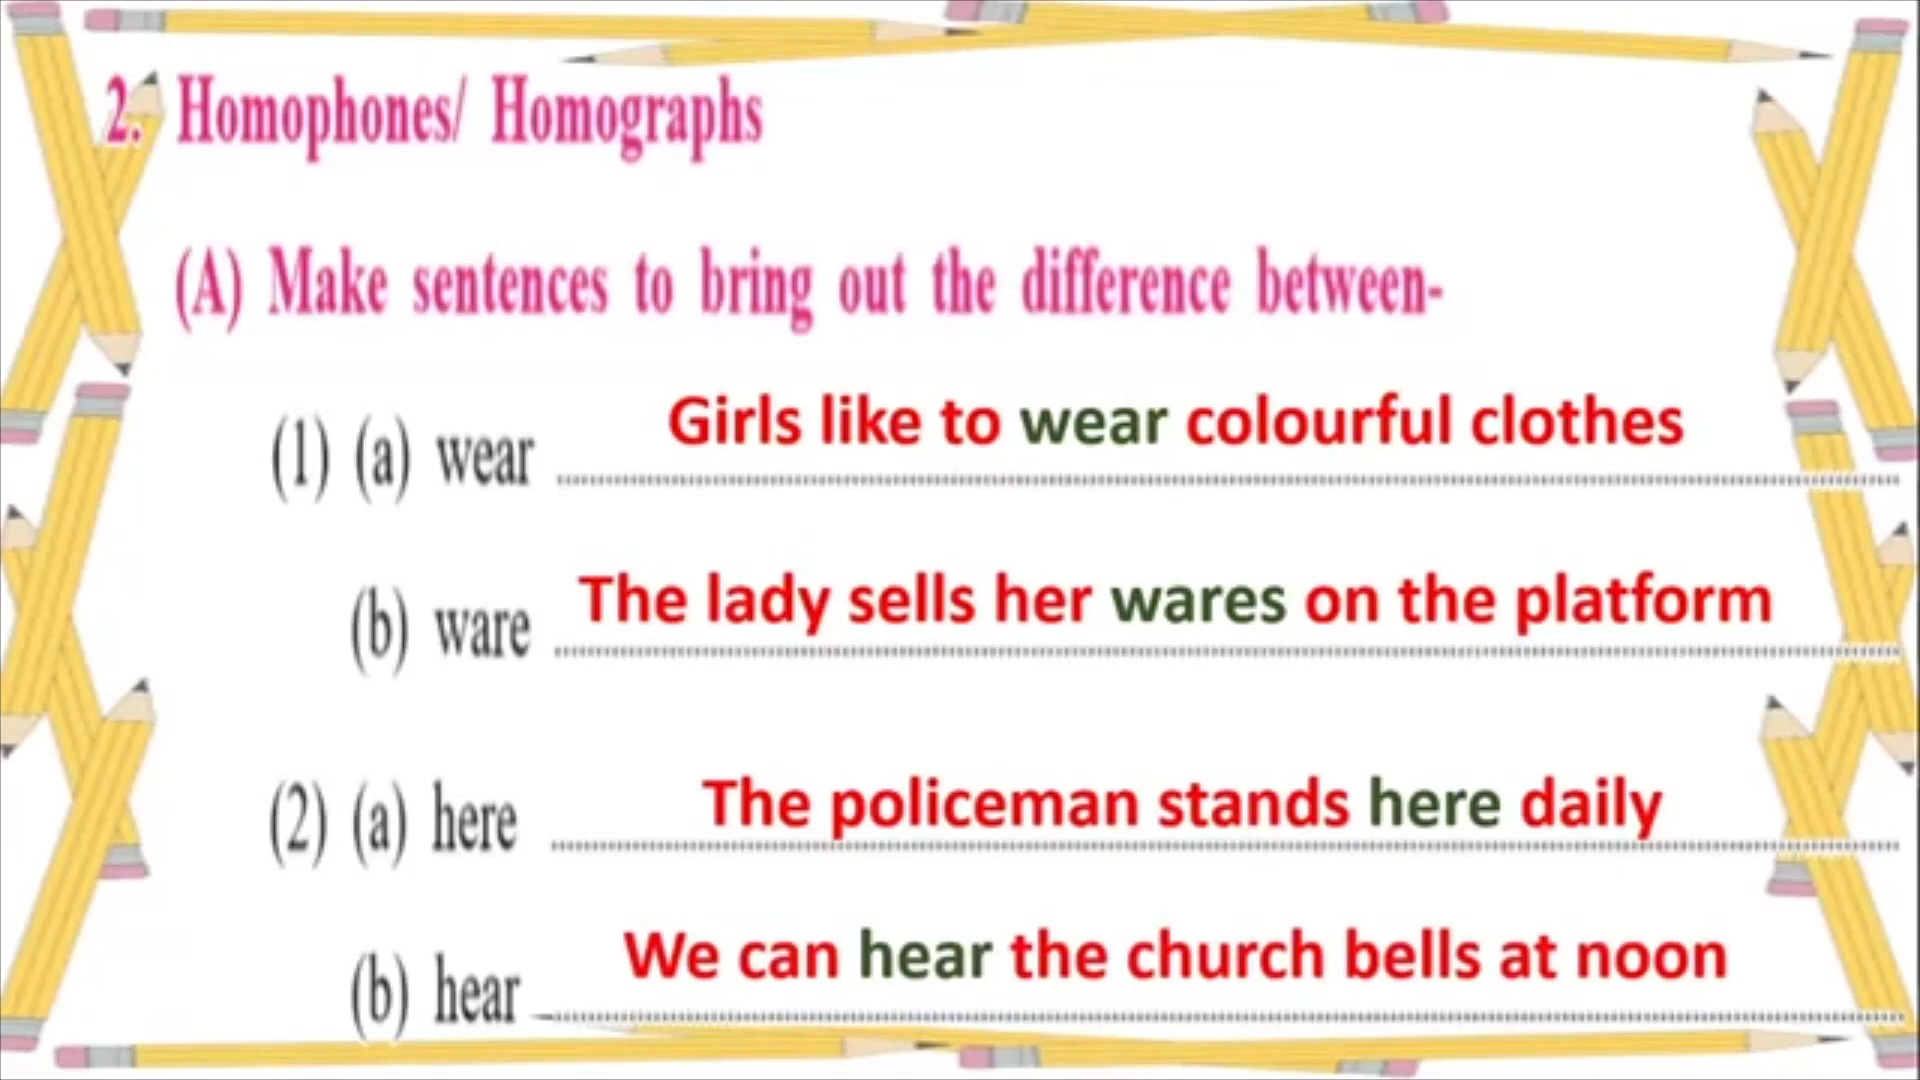 2. Homophones/ Homographs
(A) Make sentences to bring out the difference between-
(1) (a) wear Girls like to wear colourful clothes
(b) ware The lady sells her wares on the platform
(2) (a) here The policeman stands here daily
(b) hear We can hear the church bells at noon